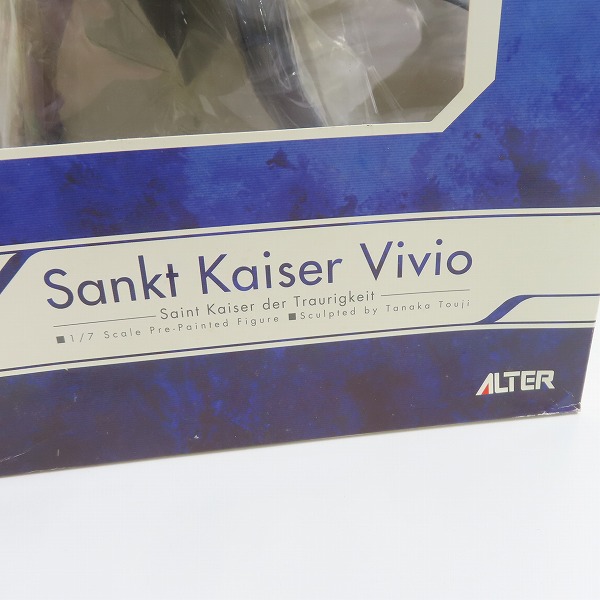 Sankt Kaiser Vivio
Saint Kaiser der Traurigkeit
■1/7 Scale Pre-Painted Figure ■Sculpted by Tanaka Touji
ALTER